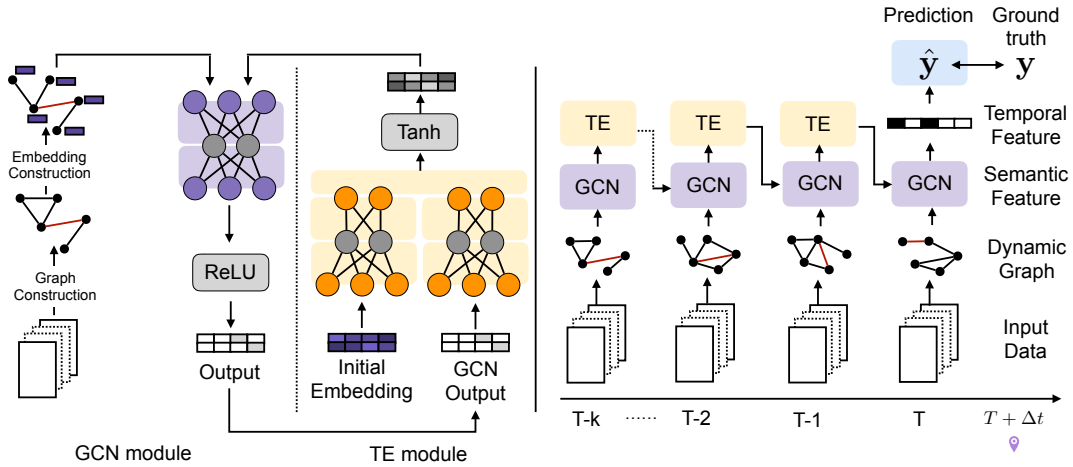 Embedding
Construction
Graph
Construction
ReLU
Output
GCN module
Tanh
Initial
Embedding
GCN
Output
TE module
Prediction
Ground
truth
ŷ
y
TE
TE
TE
Temporal
Feature
GCN
GCN
GCN
GCN
Semantic
Feature
Dynamic
Graph
Input
Data
T-k
......
T-2
T-1
T
T + Δt